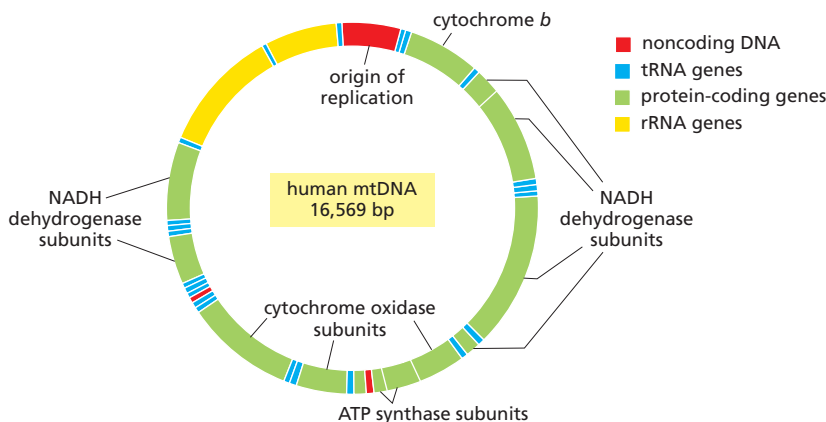 cytochrome b
origin of
replication
noncoding DNA
tRNA genes
protein-coding genes
rRNA genes
human mtDNA
16,569 bp
NADH
dehydrogenase
subunits
NADH
dehydrogenase
subunits
cytochrome oxidase
subunits
ATP synthase subunits